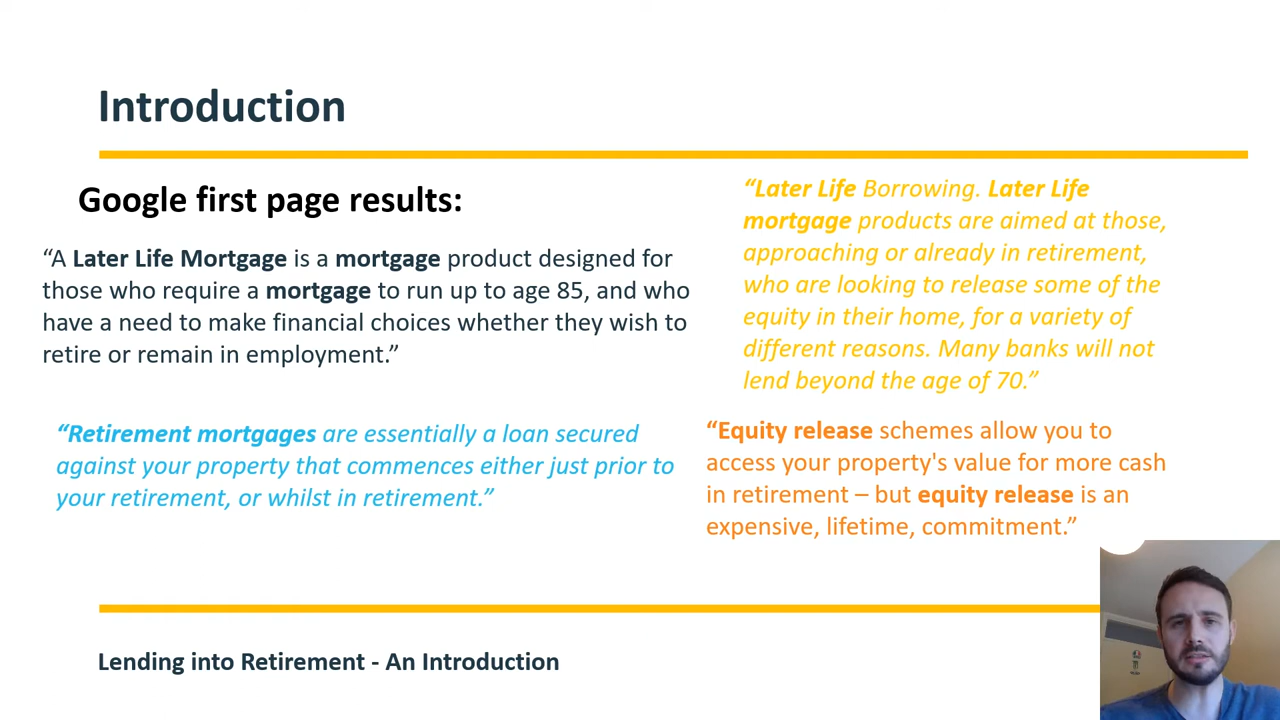 Introduction
Google first page results:
“A Later Life Mortgage is a mortgage product designed for
those who require a mortgage to run up to age 85, and who
have a need to make financial choices whether they wish to
retire or remain in employment.”
“Retirement mortgages are essentially a loan secured
against your property that commences either just prior to
your retirement, or whilst in retirement.”
“Later Life Borrowing. Later Life
mortgage products are aimed at those,
approaching or already in retirement,
who are looking to release some of the
equity in their home, for a variety of
different reasons. Many banks will not
lend beyond the age of 70.”
“Equity release schemes allow you to
access your property's value for more cash
in retirement – but equity release is an
expensive, lifetime, commitment.”
Lending into Retirement - An Introduction